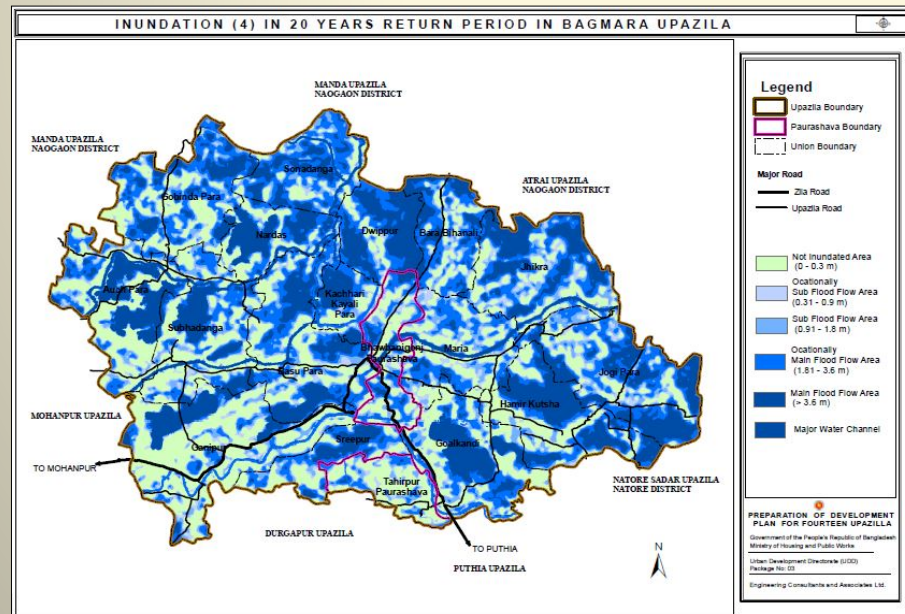 INUNDATION (4) IN 20 YEARS RETURN PERIOD IN BAGMARA UPAZILA
MANDA UPAZILA
NAOGAON DISTRICT
MANDA UPAZILA
NAOGAON DISTRICT
ATRAI UPAZILA
NAOGAON DISTRICT
Sonadanga
Gobinda Para
Nardas
Dwippur
Bara Bihanali
Jhikra
Auch Para
Kachhari
Kayali
Para
Subhadanga
Bhawhanigonj
Paurashava
Maria
Basu Para
Jogi Para
Hamir Kutsha
MOHANPUR UPAZILA
Ganipur
Sreepur
Goalkandi
TO MOHANPUR
Tahirpur
Paurashava
NATORE SADAR UPAZILA
NATORE DISTRICT
DURGAPUR UPAZILA
TO PUTHIA
PUTHIA UPAZILA
N
Legend
Upazila Boundary
Paurashava Boundary
Union Boundary
Major Road
Zila Road
Upazila Road
Not Inundated Area
(0 - 0.3 m)
Ocationally
Sub Flood Flow Area
(0.31 - 0.9 m)
Sub Flood Flow Area
(0.91 - 1.8 m)
Ocationally
Main Flood Flow Area
(1.81 - 3.6 m)
Main Flood Flow Area
(> 3.6 m)
Major Water Channel
PREPARATION OF DEVELOPMENT
PLAN FOR FOURTEEN UPAZILLA
Government of the People's Republic of Bangladesh
Ministry of Housing and Public Works
Urban Development Directorate (UDD)
Package No: 03
Engineering Consultants and Associates Ltd.